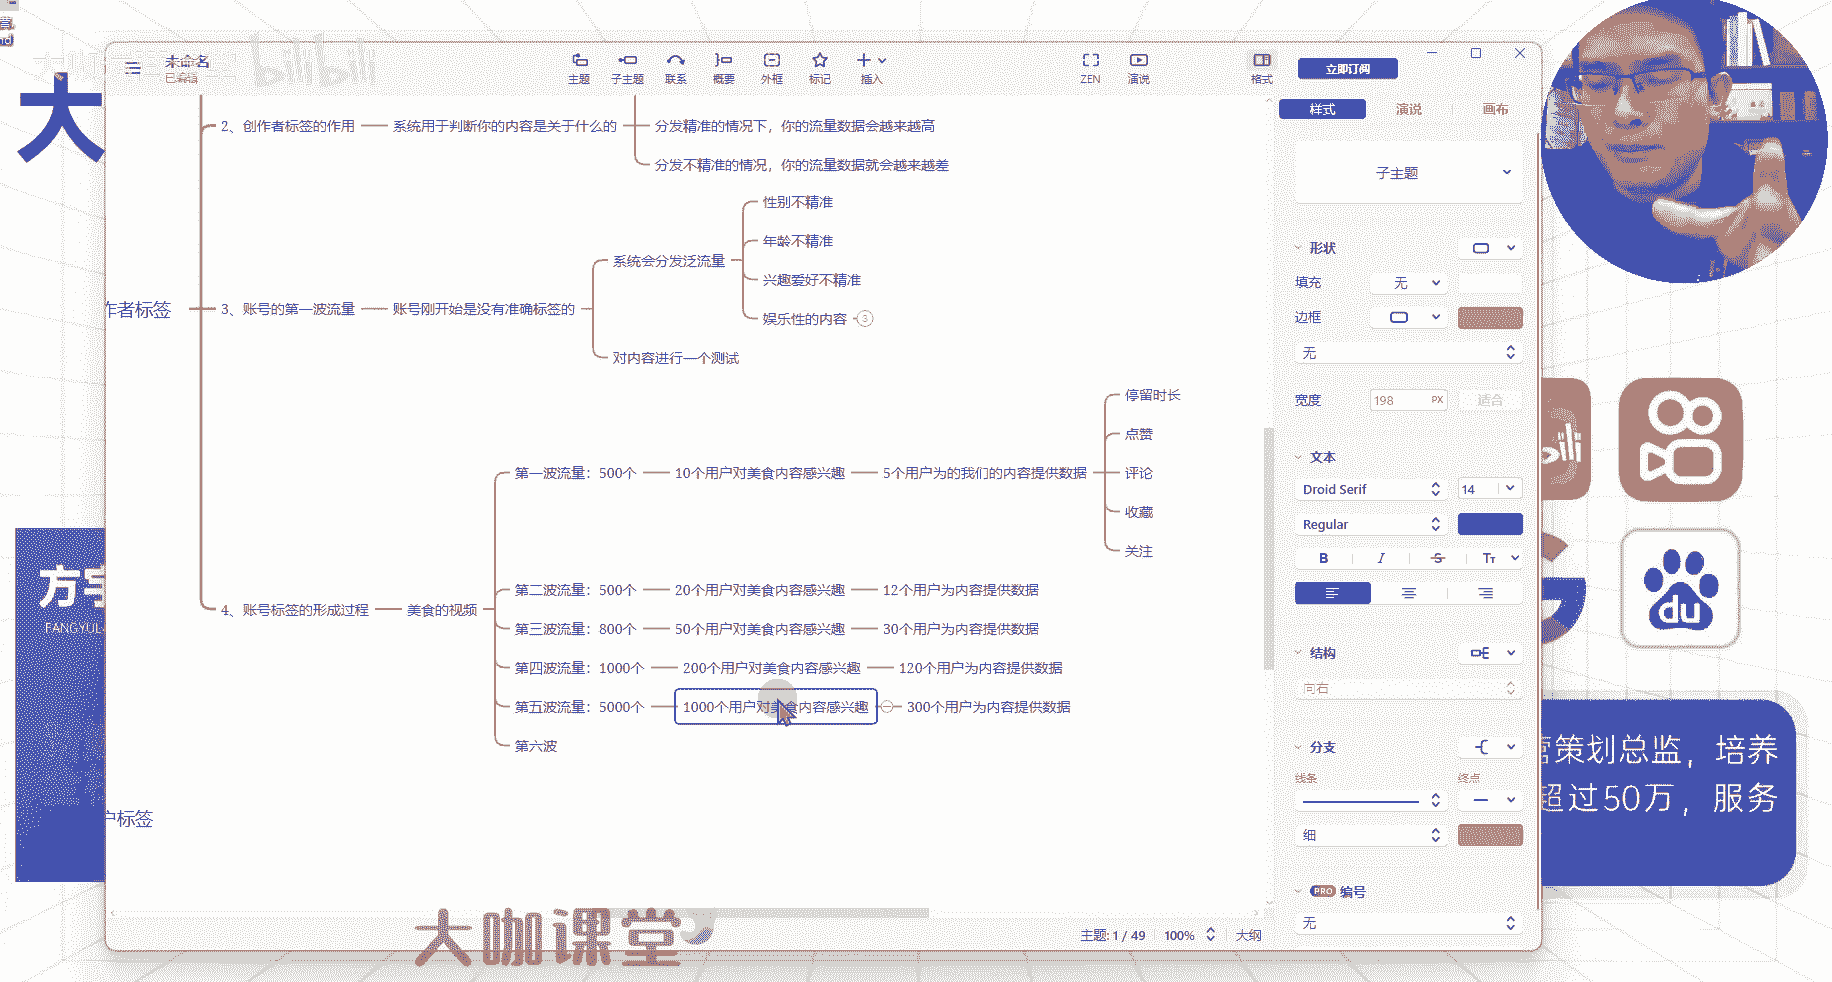 未命名
已编辑
bilibili
主题
子主题
联系
概要
外框
标记
插入
ZEN
演说
格式
立即订阅
大
2、创作者标签的作用
系统用于判断你的内容是关于什么的
分发精准的情况下，你的流量数据会越来越高
分发不精准的情况，你的流量数据就会越来越差
作者标签
3、账号的第一波流量
账号刚开始是没有准确标签的
系统会分发泛流量
性别不精准
年龄不精准
兴趣爱好不精准
娱乐性的内容
3
对内容进行一个测试
4、账号标签的形成过程
美食的视频
第一波流量：500个
10个用户对美食内容感兴趣
5个用户为的我们的内容提供数据
停留时长
点赞
评论
收藏
关注
第二波流量：500个
20个用户对美食内容感兴趣
12个用户为内容提供数据
第三波流量：800个
50个用户对美食内容感兴趣
30个用户为内容提供数据
第四波流量：1000个
200个用户对美食内容感兴趣
120个用户为内容提供数据
第五波流量：5000个
1000个用户对美食内容感兴趣
300个用户为内容提供数据
第六波
户标签
样式
演说
画布
子主题
形状
填充
无
边框
无
宽度
198
PX
适合
文本
Droid Serif
14
Regular
B
I
S
Tт
结构
向右
分支
线条
终点
细
PRO
编号
无
主题: 1 / 49
100%
大纲
方宇
FANGYUL
du
营策划总监，培养
超过50万，服务
大咖课堂